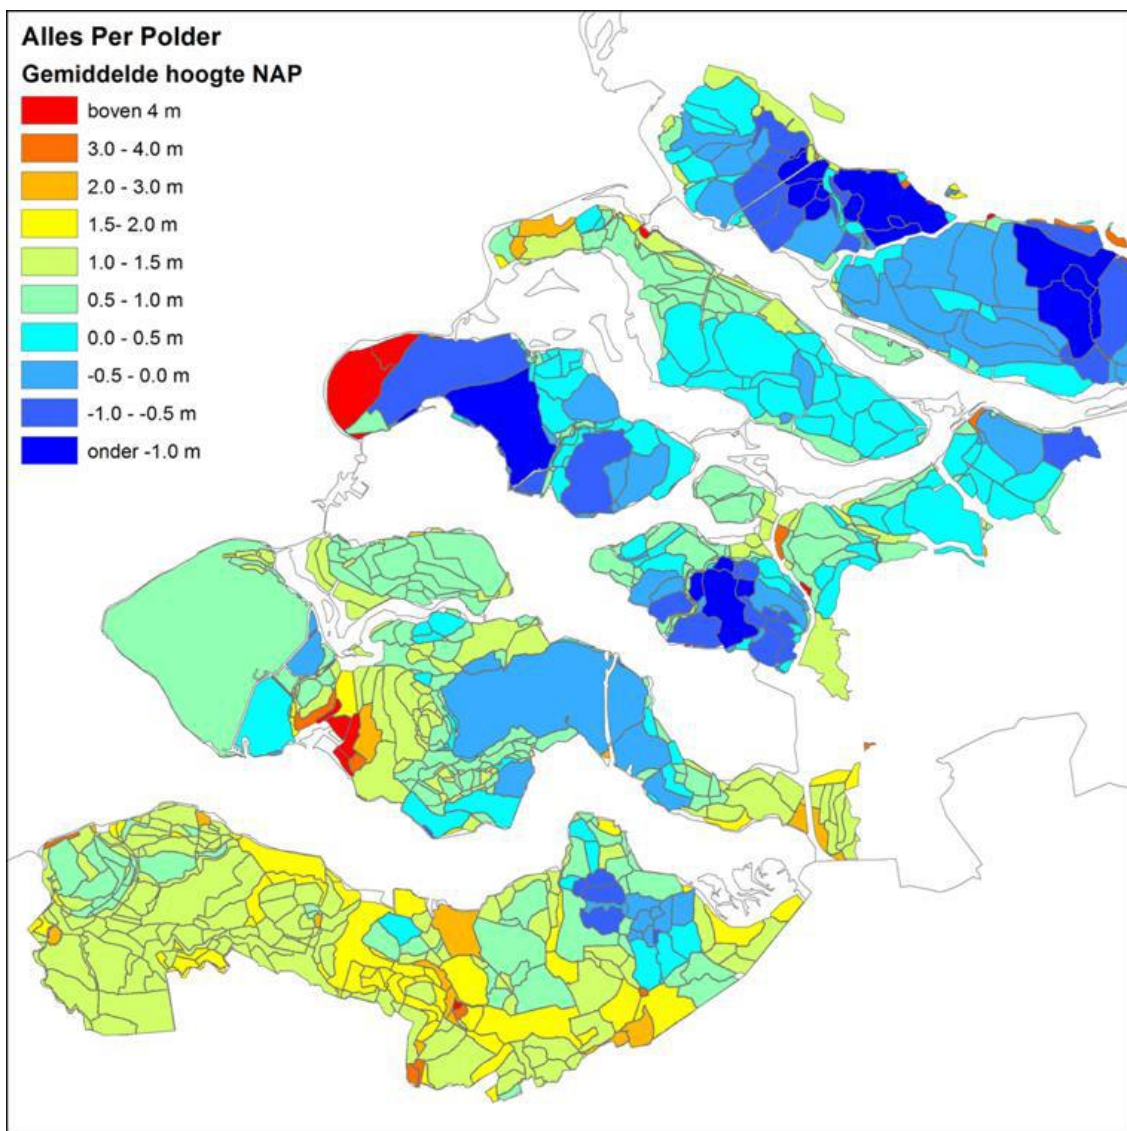 Alles Per Polder
Gemiddelde hoogte NAP
boven 4 m
3.0 - 4.0 m
2.0 - 3.0 m
1.5- 2.0 m
1.0 - 1.5 m
0.5 - 1.0 m
0.0 - 0.5 m
-0.5 - 0.0 m
-1.0 - -0.5 m
onder -1.0 m